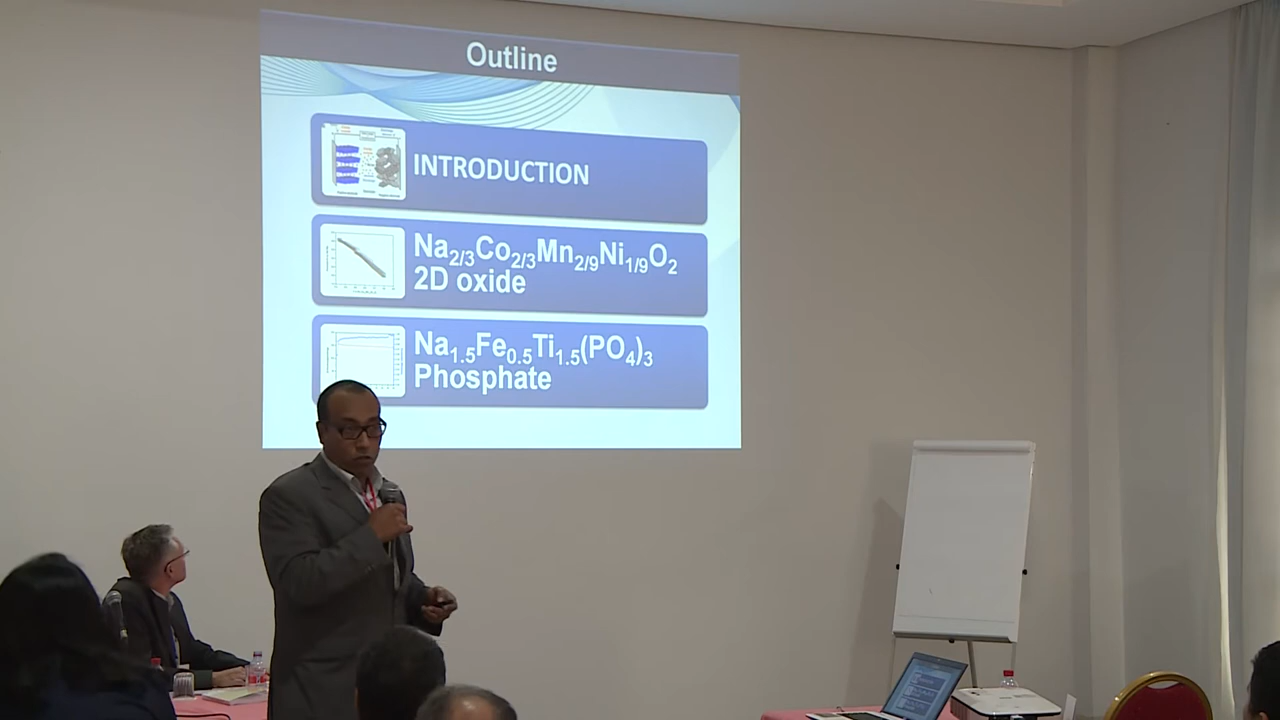 Outline
INTRODUCTION
Na2/3Co2/3Mn2/9Ni1/9O2
2D oxide
Na1.5Fe0.5Ti1.5(PO4)3
Phosphate